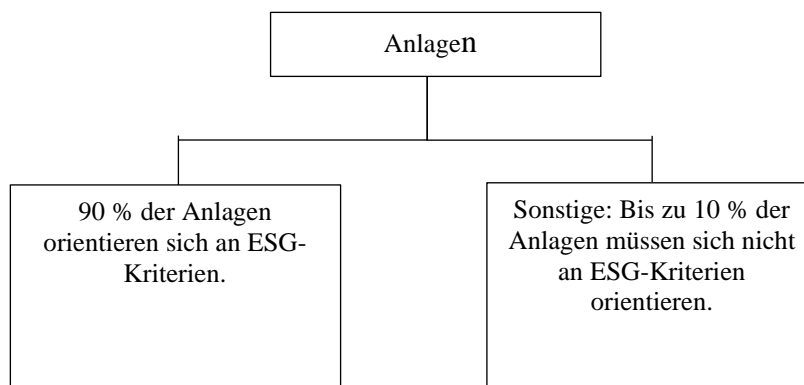 Anlagen
90 % der Anlagen
orientieren sich an ESG-
Kriterien.
Sonstige: Bis zu 10 % der
Anlagen müssen sich nicht
an ESG-Kriterien
orientieren.